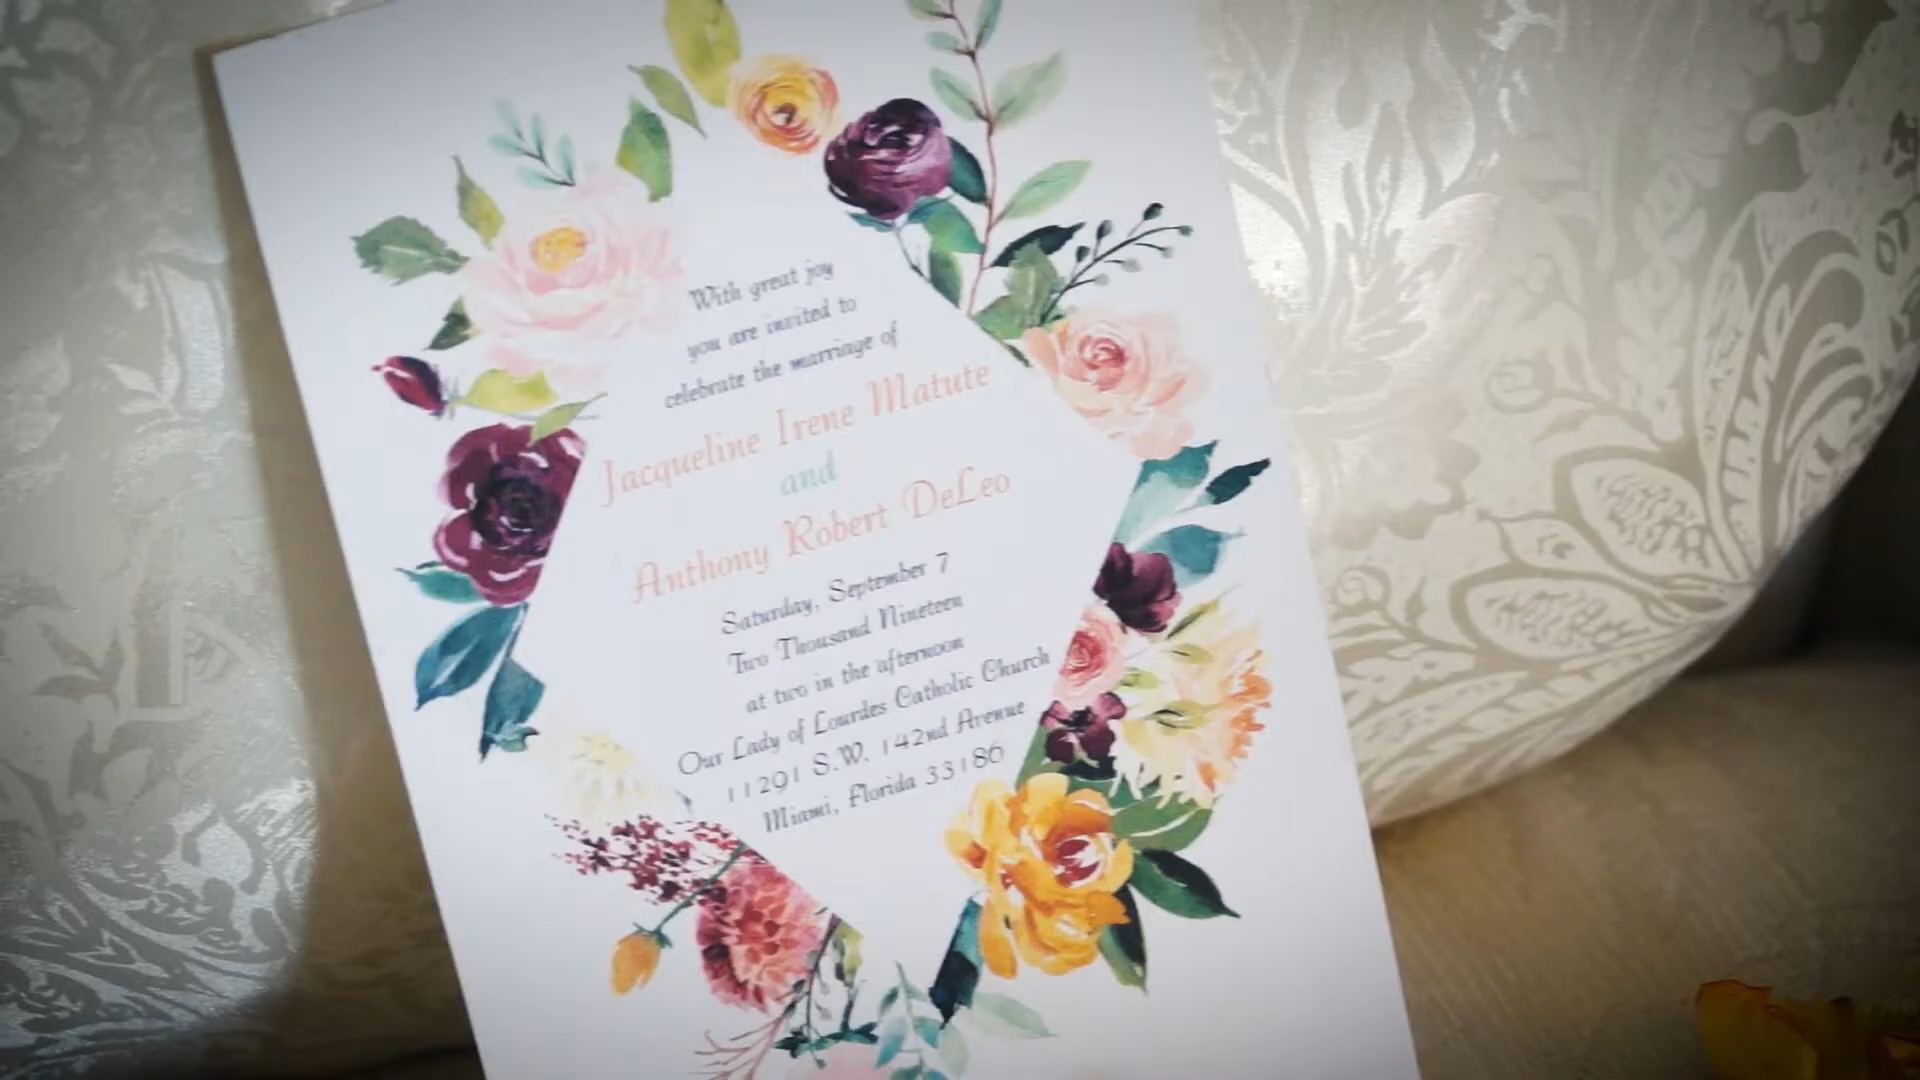 With great joy
you are invited to
celebrate the marriage of
Jacqueline Irene Matute
and
Anthony Robert DeLeo
Saturday, September 7
Two Thousand Nineteen
at two in the afternoon
Our Lady of Lourdes Catholic Church
11291 S.W. 142nd Avenue
Miami, Florida 33186